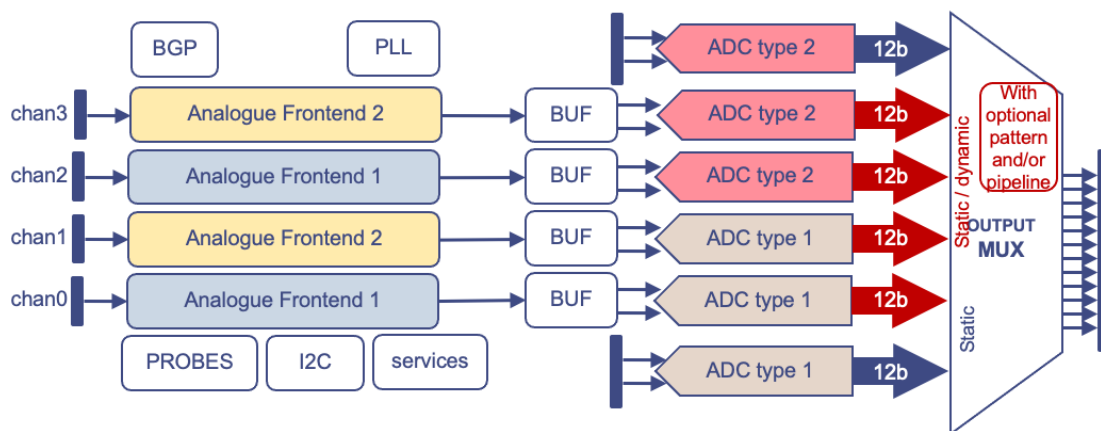 BGP
PLL
ADC type 2
12b
chan3
Analogue Frontend 2
BUF
ADC type 2
12b
chan2
Analogue Frontend 1
BUF
ADC type 2
12b
chan1
Analogue Frontend 2
BUF
ADC type 1
12b
chan0
Analogue Frontend 1
BUF
ADC type 1
12b
PROBES
I2C
services
ADC type 1
12b
Static / dynamic
Static
With
optional
pattern
and/or
pipeline
OUTPUT
MUX